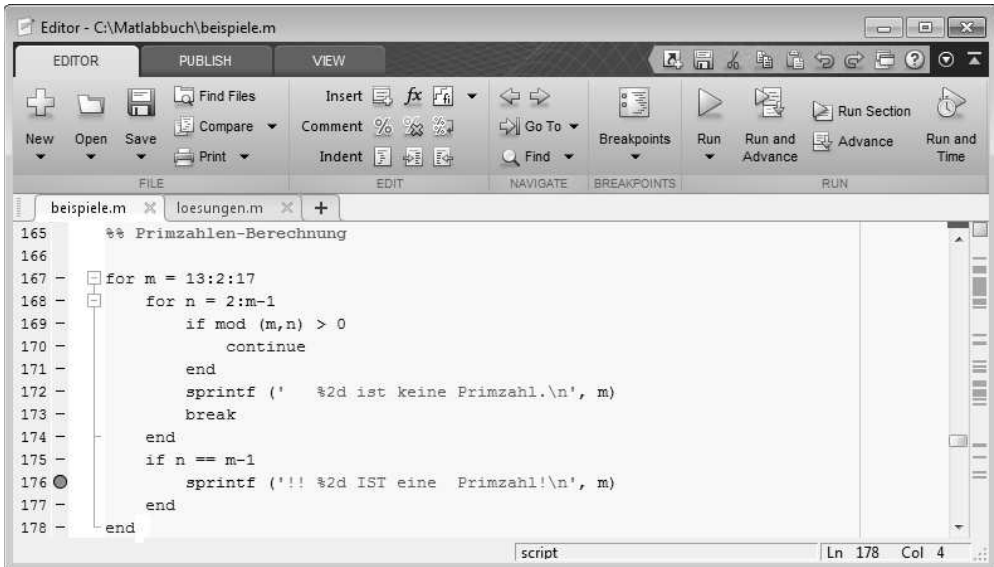 Editor - C:\Matlabbuch\beispiele.m
EDITOR PUBLISH VIEW
New Open Save
Find Files
Compare
Print
FILE
Insert fx
Comment
Indent
EDIT
Go To
Find
NAVIGATE
Breakpoints
BREAKPOINTS
Run
Run and Advance
Run Section
Advance
Run and Time
RUN
beispiele.m loesungen.m
165 %% Primzahlen-Berechnung
166
167 – for m = 13:2:17
168 – for n = 2:m-1
169 – if mod (m,n) > 0
170 – continue
171 – end
172 – sprintf (' %2d ist keine Primzahl.\n', m)
173 – break
174 – end
175 – if n == m-1
176 sprintf ('!! %2d IST eine  Primzahl!\n', m)
177 – end
178 – end
script Ln 178 Col 4